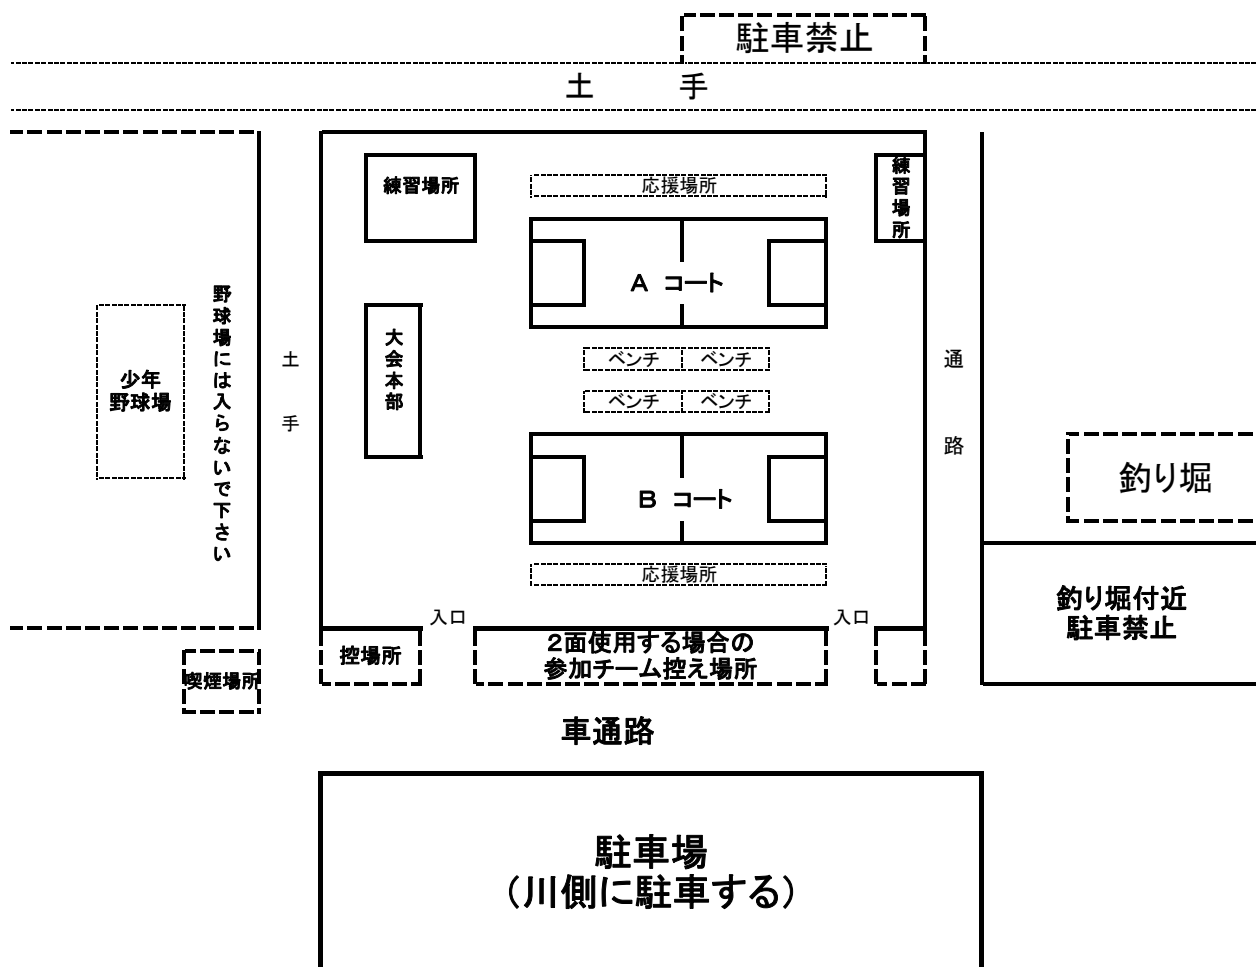 駐車禁止
土　手
練習場所
応援場所
練習場所
A コート
野球場には入らないで下さい
大会本部
土手
ベンチ
ベンチ
通路
少年
野球場
ベンチ
ベンチ
釣り堀
B コート
応援場所
釣り堀付近
駐車禁止
入口
入口
控場所
2面使用する場合の
参加チーム控え場所
喫煙場所
車通路
駐車場
（川側に駐車する）